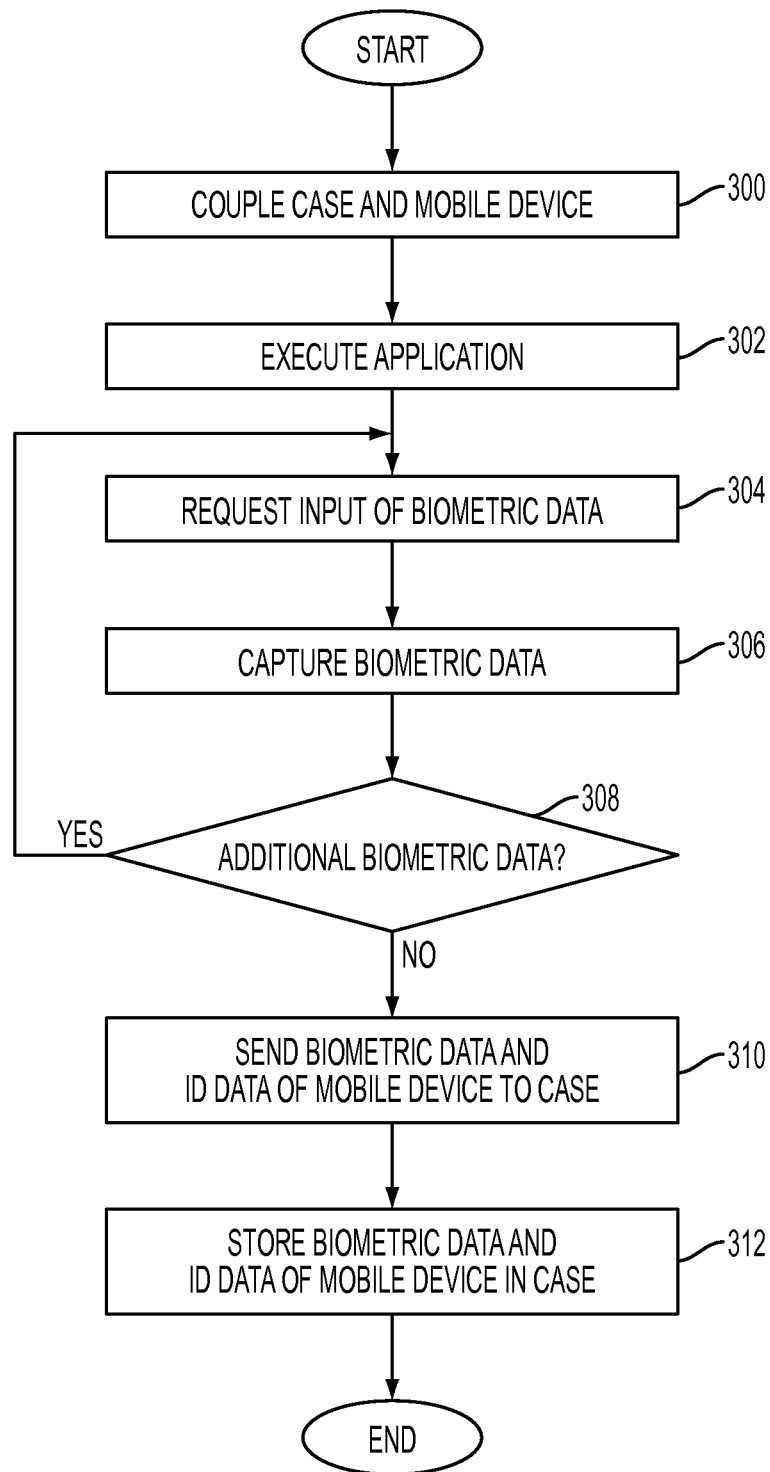 START
COUPLE CASE AND MOBILE DEVICE
300
EXECUTE APPLICATION
302
REQUEST INPUT OF BIOMETRIC DATA
304
CAPTURE BIOMETRIC DATA
306
308
YES
ADDITIONAL BIOMETRIC DATA?
NO
SEND BIOMETRIC DATA AND
ID DATA OF MOBILE DEVICE TO CASE
310
STORE BIOMETRIC DATA AND
ID DATA OF MOBILE DEVICE IN CASE
312
END